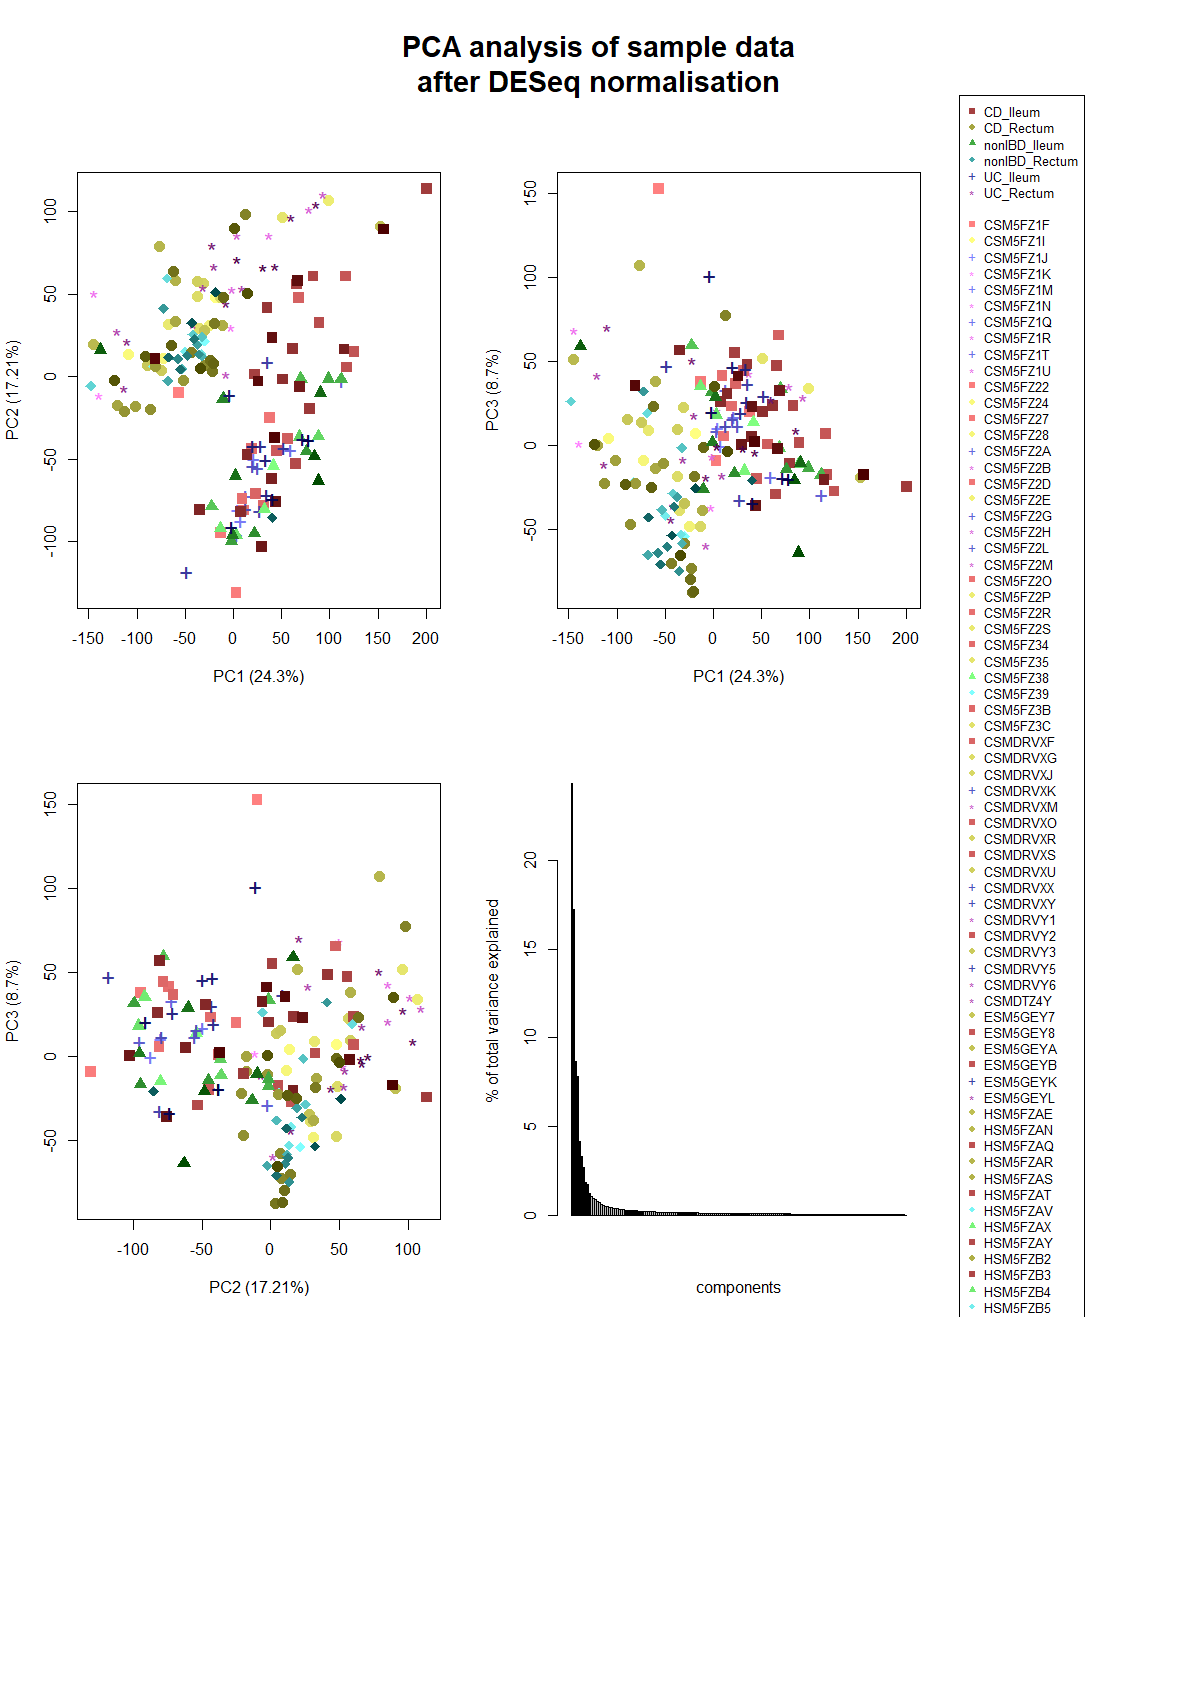 PCA analysis of sample data
after DESeq normalisation
PC2 (17.21%)
100
50
0
-50
-100
-150
-100
-50
0
50
100
150
200
PC1 (24.3%)
PC3 (8.7%)
150
100
50
0
-50
-150
-100
-50
0
50
100
150
200
PC1 (24.3%)
PC3 (8.7%)
150
100
50
0
-50
-100
-50
0
50
100
PC2 (17.21%)
% of total variance explained
20
15
10
5
0
components
CD_Ileum
CD_Rectum
nonIBD_Ileum
nonIBD_Rectum
UC_Ileum
UC_Rectum
CSM5FZ1F
CSM5FZ1I
CSM5FZ1J
CSM5FZ1K
CSM5FZ1M
CSM5FZ1N
CSM5FZ1Q
CSM5FZ1R
CSM5FZ1T
CSM5FZ1U
CSM5FZ22
CSM5FZ24
CSM5FZ27
CSM5FZ28
CSM5FZ2A
CSM5FZ2B
CSM5FZ2D
CSM5FZ2E
CSM5FZ2G
CSM5FZ2H
CSM5FZ2L
CSM5FZ2M
CSM5FZ2O
CSM5FZ2P
CSM5FZ2R
CSM5FZ2S
CSM5FZ34
CSM5FZ35
CSM5FZ38
CSM5FZ39
CSM5FZ3B
CSM5FZ3C
CSMDRVXF
CSMDRVXG
CSMDRVXJ
CSMDRVXK
CSMDRVXM
CSMDRVXO
CSMDRVXR
CSMDRVXS
CSMDRVXU
CSMDRVXX
CSMDRVXY
CSMDRVY1
CSMDRVY2
CSMDRVY3
CSMDRVY5
CSMDRVY6
CSMDTZ4Y
ESM5GEY7
ESM5GEY8
ESM5GEYA
ESM5GEYB
ESM5GEYK
ESM5GEYL
HSM5FZAE
HSM5FZAN
HSM5FZAQ
HSM5FZAR
HSM5FZAS
HSM5FZAT
HSM5FZAV
HSM5FZAX
HSM5FZAY
HSM5FZB2
HSM5FZB3
HSM5FZB4
HSM5FZB5